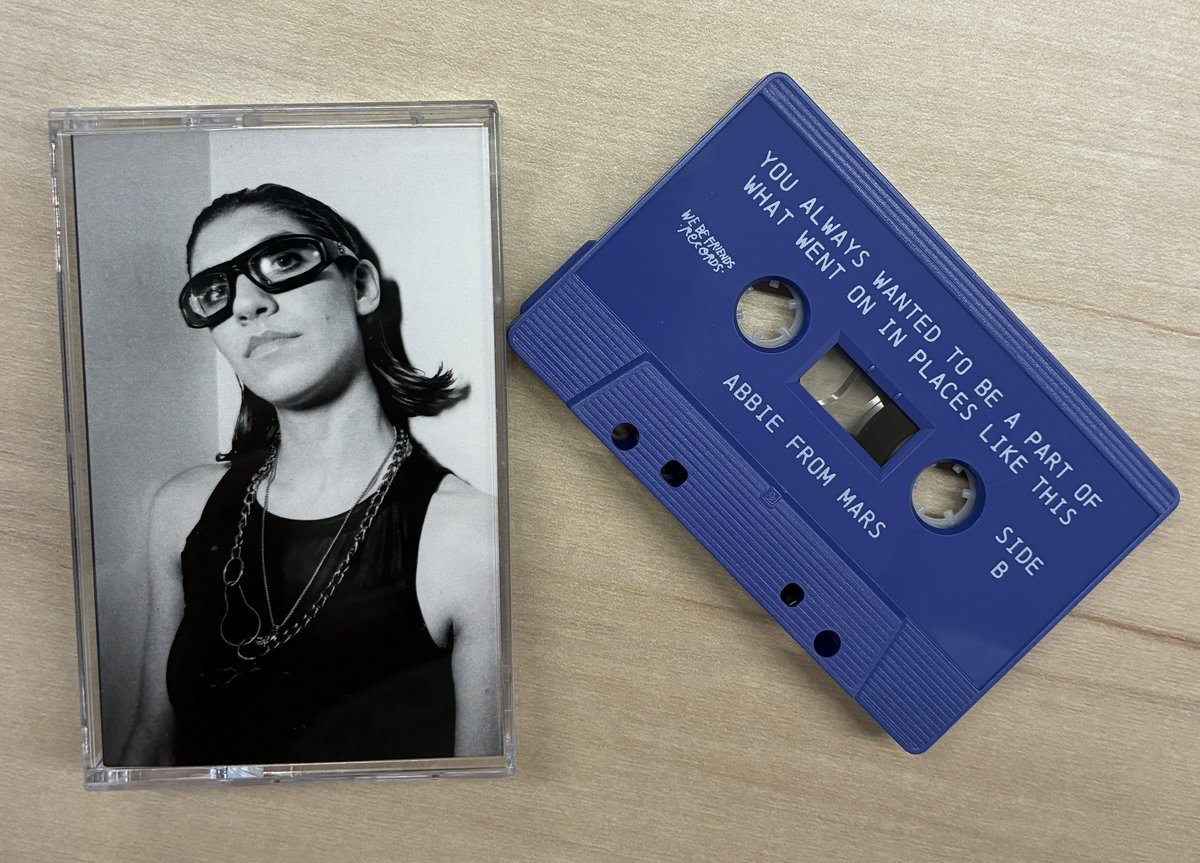 YOU ALWAYS WANTED TO BE A PART OF
WHAT WENT ON IN PLACES LIKE THIS
WE BE FRIENDS
RECORDS.
ABBIE FROM MARS
SIDE
B